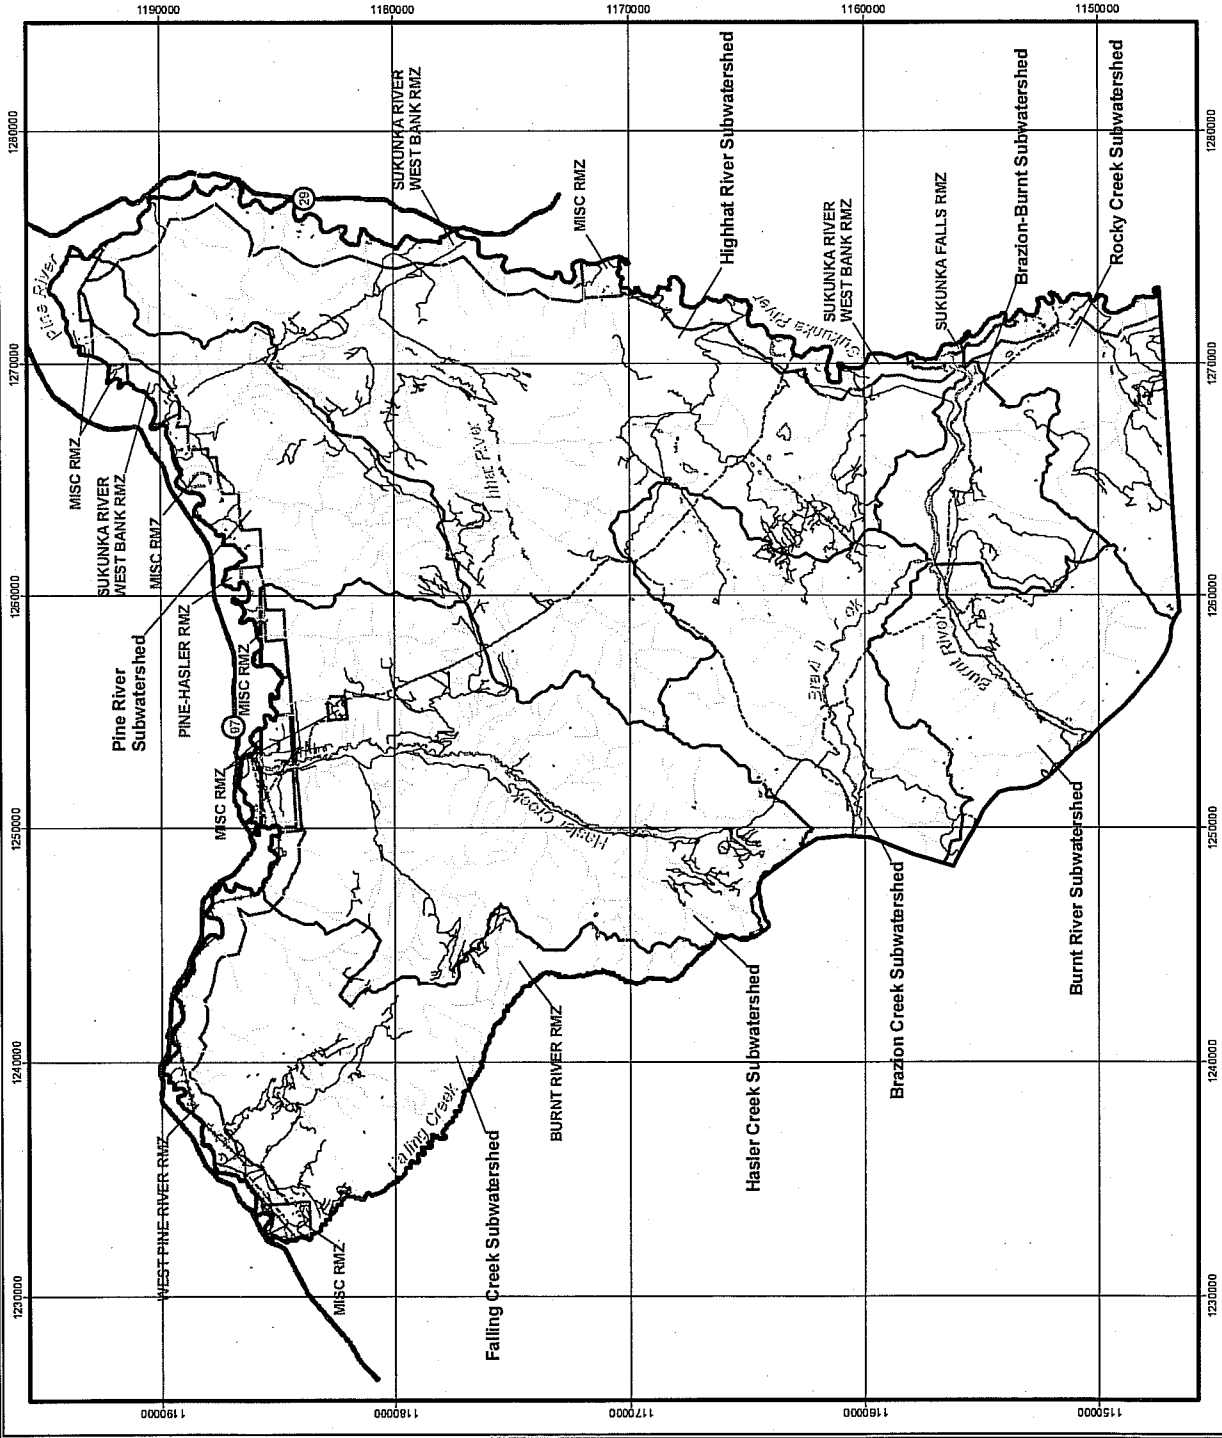 1190000
1180000
1170000
1160000
1150000
1280000
1270000
1260000
1250000
1240000
1230000
1280000
1270000
1260000
1250000
1240000
1230000
1190000
1180000
1170000
1160000
1150000
Pine River
29
SUKUNKA RIVER
WEST BANK RMZ
MISC RMZ
Highhat River Subwatershed
SUKUNKA RIVER
WEST BANK RMZ
Sukunka River
SUKUNKA FALLS RMZ
Brazion-Burnt Subwatershed
Rocky Creek Subwatershed
MISC RMZ
SUKUNKA RIVER
WEST BANK RMZ
MISC RMZ
Pine River
Subwatershed
PINE-HASLER RMZ
MISC RMZ
97
MISC RMZ
River
Hasler Creek
Burnt River
Burnt River Subwatershed
Brazion Creek Subwatershed
Hasler Creek Subwatershed
BURNT RIVER RMZ
Falling Creek
Falling Creek Subwatershed
WEST PINE RIVER RMZ
MISC RMZ